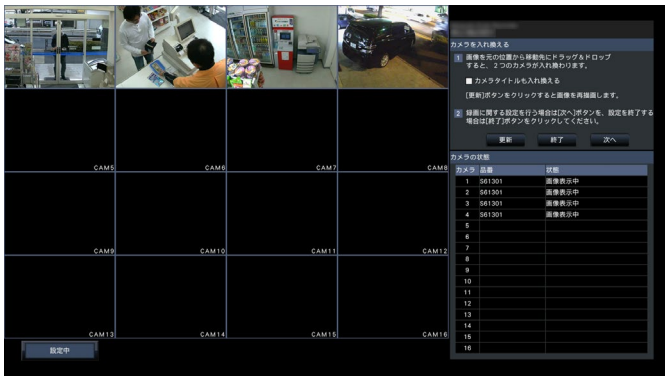 カメラを入れ換える
1 画像を元の位置から移動先にドラッグ＆ドロップ
すると、2つのカメラが入れ換わります。
■ カメラタイトルも入れ換える
[更新]ボタンをクリックすると画像を再描画します。
2 録画に関する設定を行う場合は[次へ]ボタンを、設定を終了する
場合は[終了]ボタンをクリックしてください。
更新 終了 次へ
カメラの状態
カメラ 品番 状態
1 S61301 画像表示中
2 S61301 画像表示中
3 S61301 画像表示中
4 S61301 画像表示中
5
6
7
8
9
10
11
12
13
14
15
16
CAM5 CAM6 CAM7 CAM8
CAM9 CAM10 CAM11 CAM12
CAM13 CAM14 CAM15 CAM16
設定中